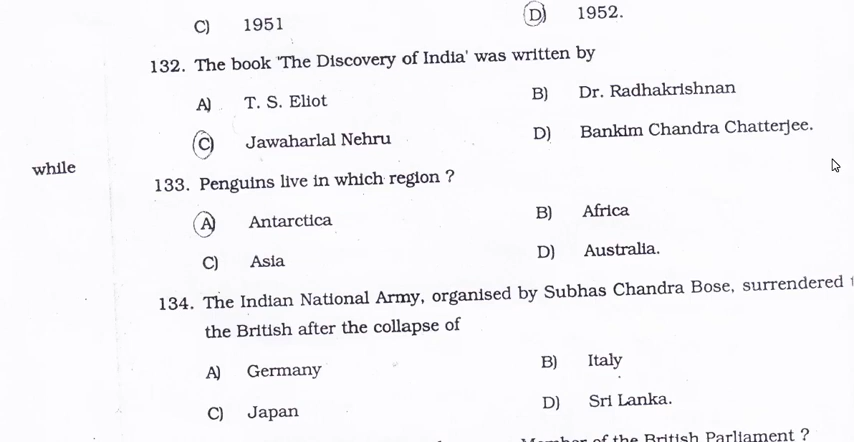 C) 1951 D) 1952.
132. The book 'The Discovery of India' was written by
A) T. S. Eliot B) Dr. Radhakrishnan
C) Jawaharlal Nehru D) Bankim Chandra Chatterjee.
while
133. Penguins live in which region ?
A) Antarctica B) Africa
C) Asia D) Australia.
134. The Indian National Army, organised by Subhas Chandra Bose, surrendered
the British after the collapse of
A) Germany B) Italy
C) Japan D) Sri Lanka.
Member of the British Parliament ?